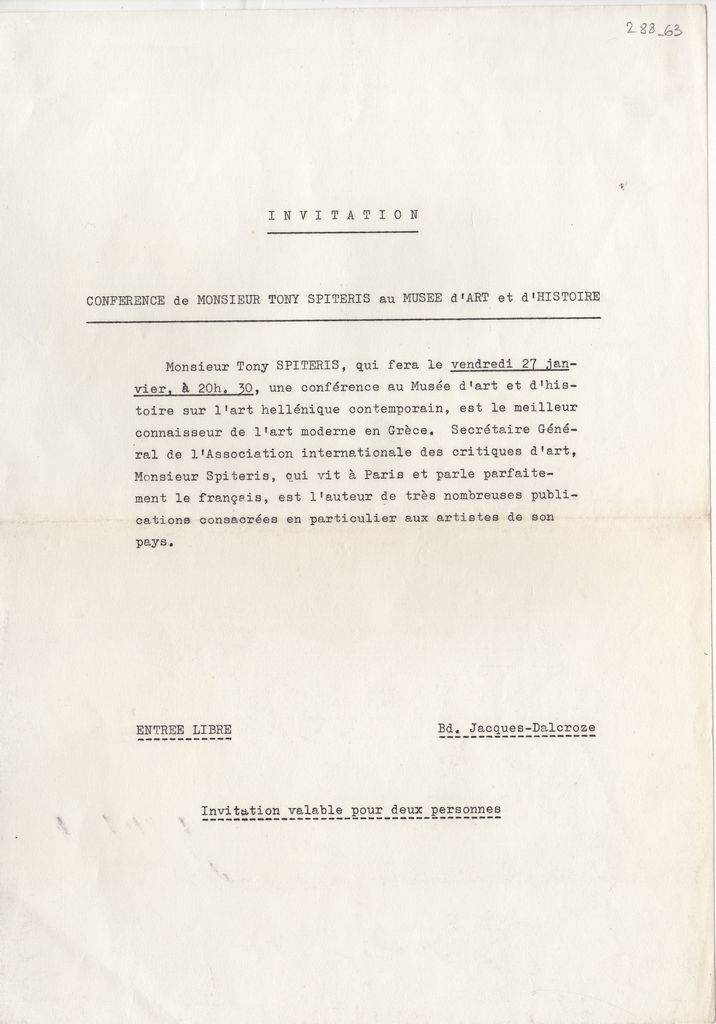 288_63
I N V I T A T I O N
CONFERENCE de MONSIEUR TONY SPITERIS au MUSEE d'ART et d'HISTOIRE
Monsieur Tony SPITERIS, qui fera le vendredi 27 jan-
vier, à 20h. 30, une conférence au Musée d'art et d'his-
toire sur l'art hellénique contemporain, est le meilleur
connaisseur de l'art moderne en Grèce. Secrétaire Géné-
ral de l'Association internationale des critiques d'art,
Monsieur Spiteris, qui vit à Paris et parle parfaite-
ment le français, est l'auteur de très nombreuses publi-
cations consacrées en particulier aux artistes de son
pays.
ENTREE LIBRE
Bd. Jacques-Dalcroze
Invitation valable pour deux personnes